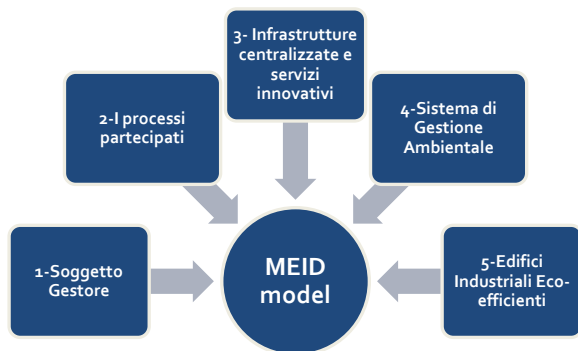 3- Infrastrutture
centralizzate e
servizi
innovativi
2-I processi
partecipati
4-Sistema di
Gestione
Ambientale
1-Soggetto
Gestore
MEID
model
5-Edifici
Industriali Eco-
efficienti